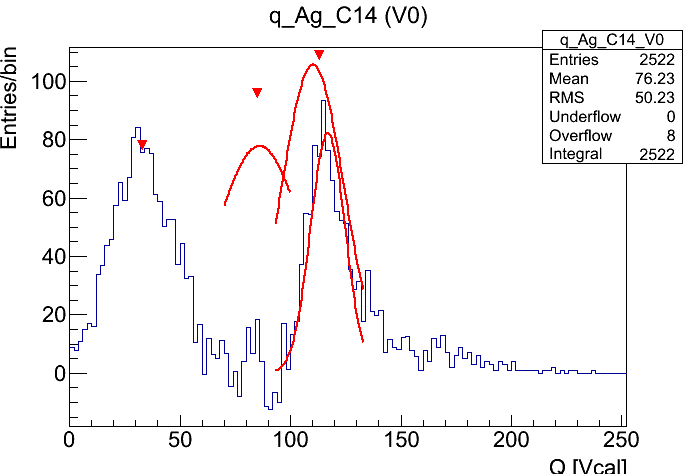 q_Ag_C14 (V0)
q_Ag_C14_V0
Entries 2522
Mean 76.23
RMS 50.23
Underflow 0
Overflow 8
Integral 2522
Entries/bin
100
80
60
40
20
0
0 50 100 150 200 250
Q [Vcal]